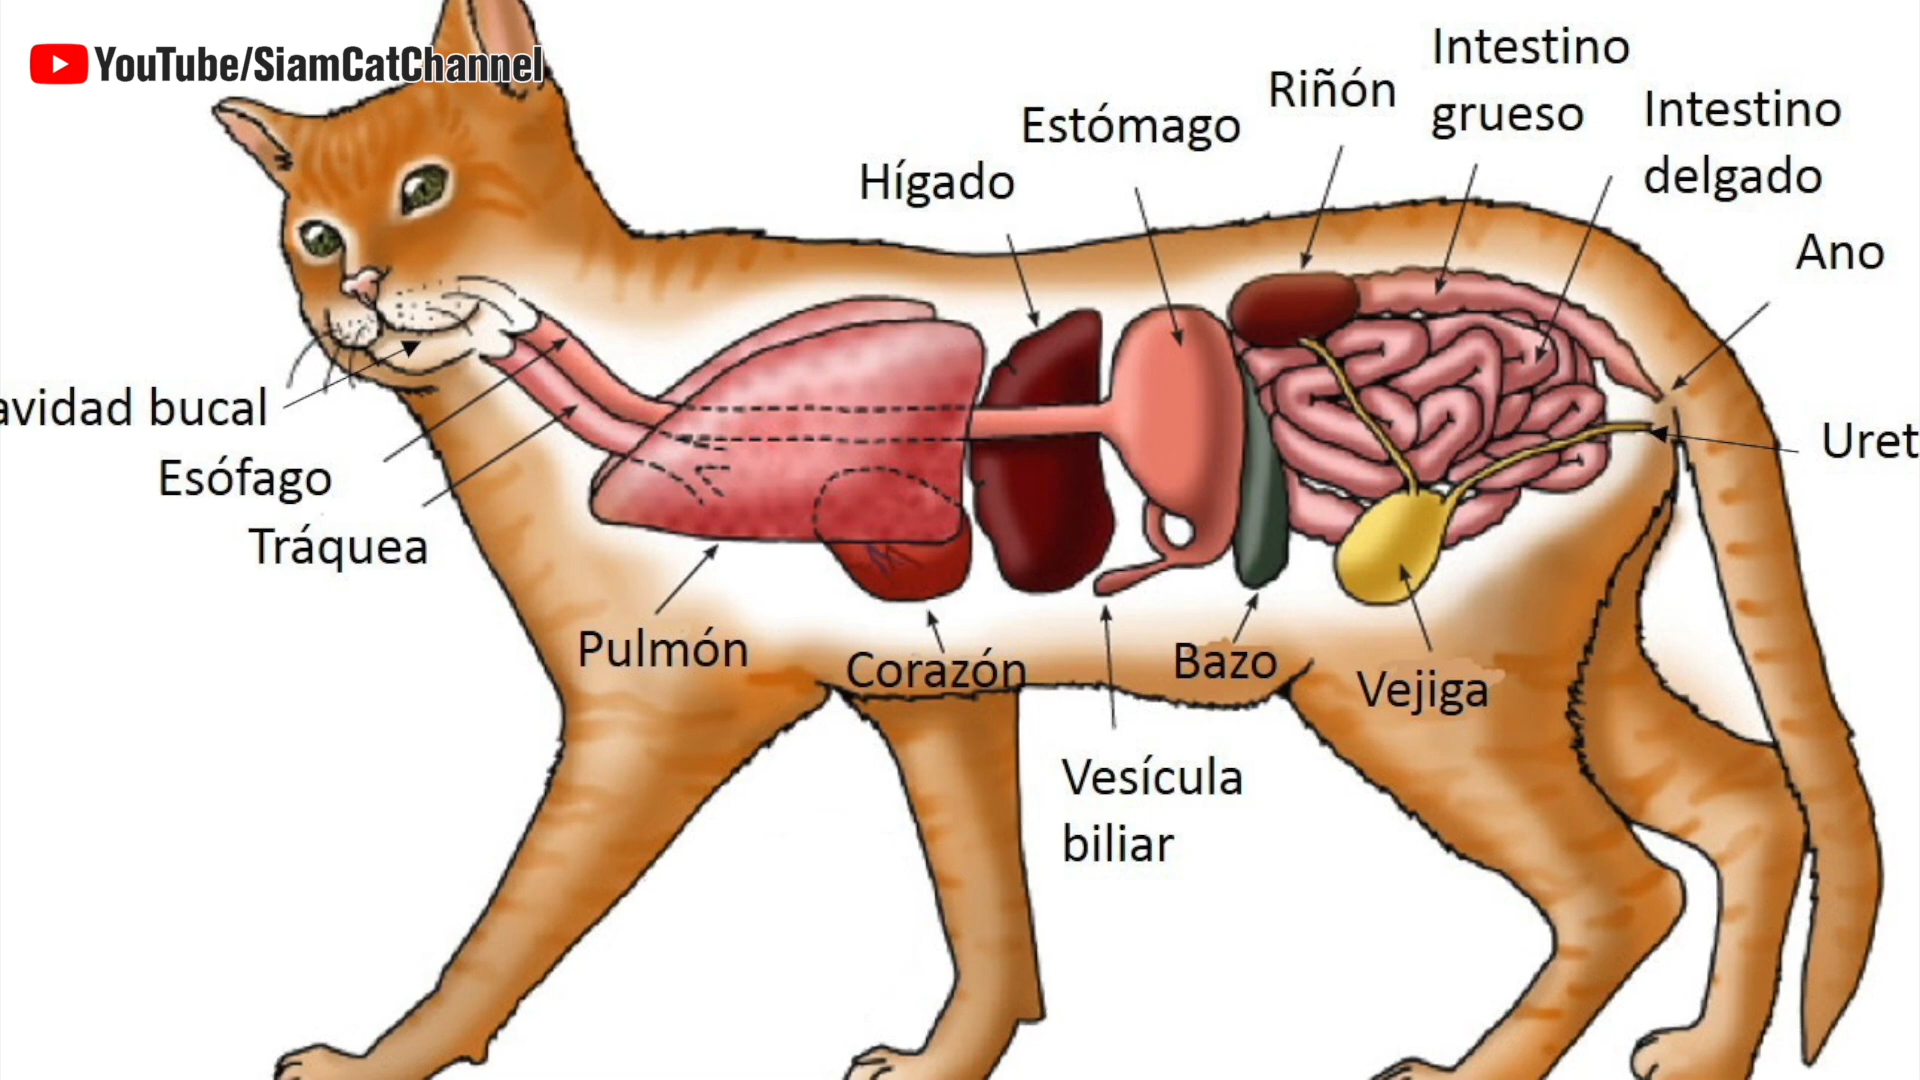 YouTube/SiamCatChannel
Intestino
grueso
Riñón
Intestino
delgado
Estómago
Hígado
Ano
avidad bucal
Uret
Esófago
Tráquea
Pulmón
Corazón
Bazo
Vejiga
Vesícula
biliar